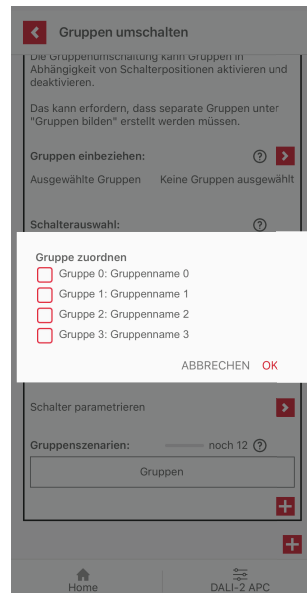 Gruppen umschalten
Die Gruppenumschaltung kann Gruppen in
Abhängigkeit von Schalterpositionen aktivieren und
deaktivieren.
Das kann erfordern, dass separate Gruppen unter
"Gruppen bilden" erstellt werden müssen.
Gruppen einbeziehen: ?
Ausgewählte Gruppen Keine Gruppen ausgewählt
Schalterauswahl: ?
Gruppe zuordnen
Gruppe 0: Gruppenname 0
Gruppe 1: Gruppenname 1
Gruppe 2: Gruppenname 2
Gruppe 3: Gruppenname 3
ABBRECHEN OK
Schalter parametrieren
Gruppenszenarien: noch 12 ?
Gruppen
Home DALI-2 APC